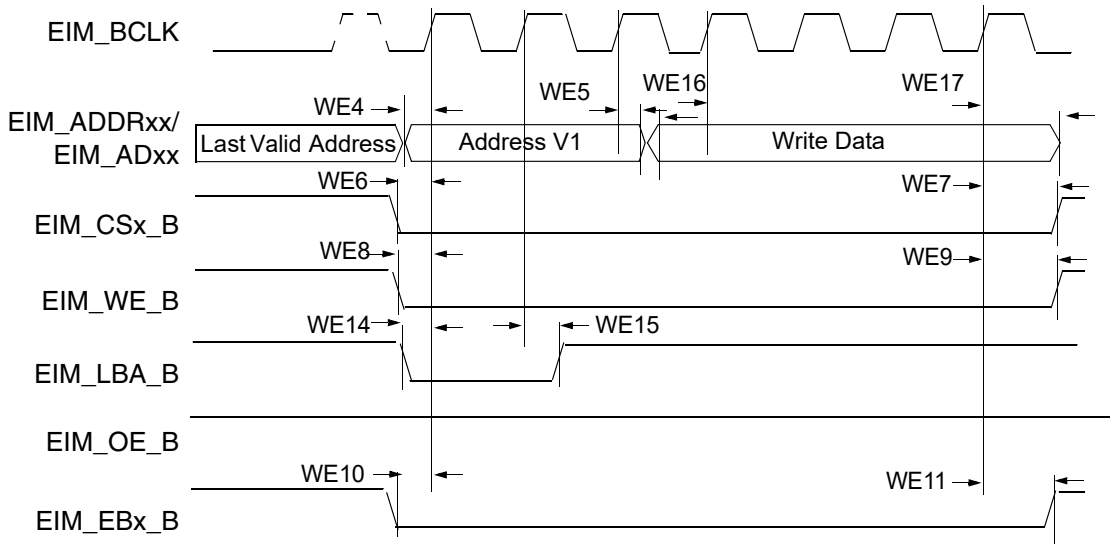 EIM_BCLK
WE4
WE5
WE16
WE17
EIM_ADDRxx/
EIM_ADxx
Last Valid Address
Address V1
Write Data
WE6
WE7
EIM_CSx_B
WE8
WE9
EIM_WE_B
WE14
WE15
EIM_LBA_B
EIM_OE_B
WE10
WE11
EIM_EBx_B